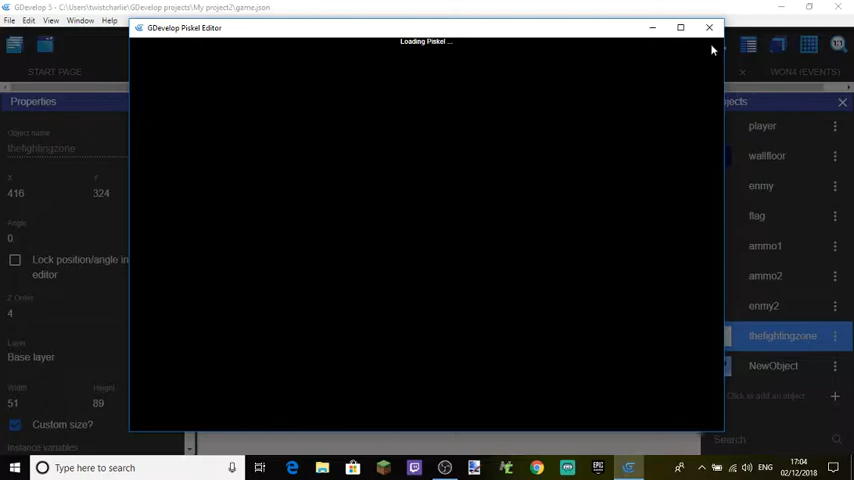 GDevelop 5 - C:\Users\twistcharlie\GDevelop projects\My project2\game.json
File Edit View Window Help
GDevelop Piskel Editor
Loading Piskel ...
START PAGE
WON4 (EVENTS)
Properties
Object name
thefightingzone
X Y
416 324
Angle
0
Lock position/angle in
editor
Z Order
4
Layer
Base layer
Width Height
51 89
Custom size?
Instance variables
jects
player
wallfloor
enmy
flag
ammo1
ammo2
enmy2
thefightingzone
NewObject
Click to add an object
Search
Type here to search
EPIC
ENG
17:04
02/12/2018